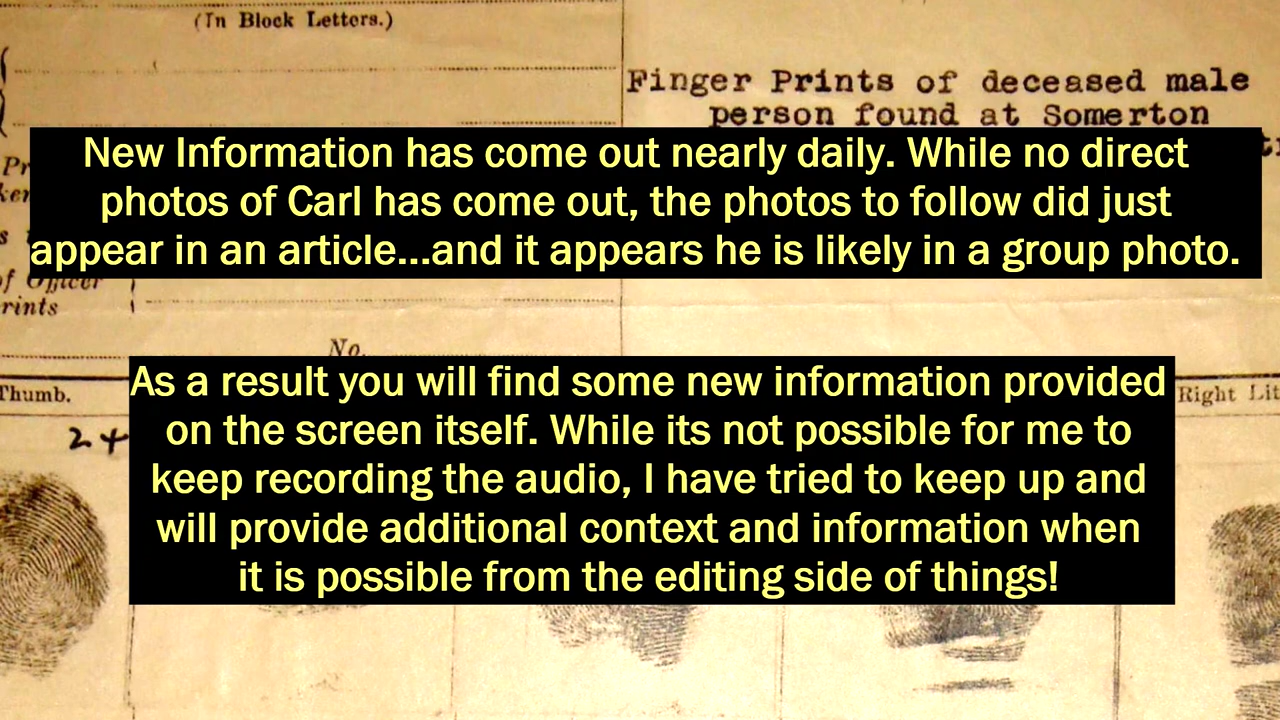 (In Block Letters.)
Finger Prints of deceased male
person found at Somerton
New Information has come out nearly daily. While no direct
photos of Carl has come out, the photos to follow did just
appear in an article...and it appears he is likely in a group photo.
of Officer
rints
No.
As a result you will find some new information provided
on the screen itself. While its not possible for me to
keep recording the audio, I have tried to keep up and
will provide additional context and information when
it is possible from the editing side of things!
Thumb.
Right Lit
24